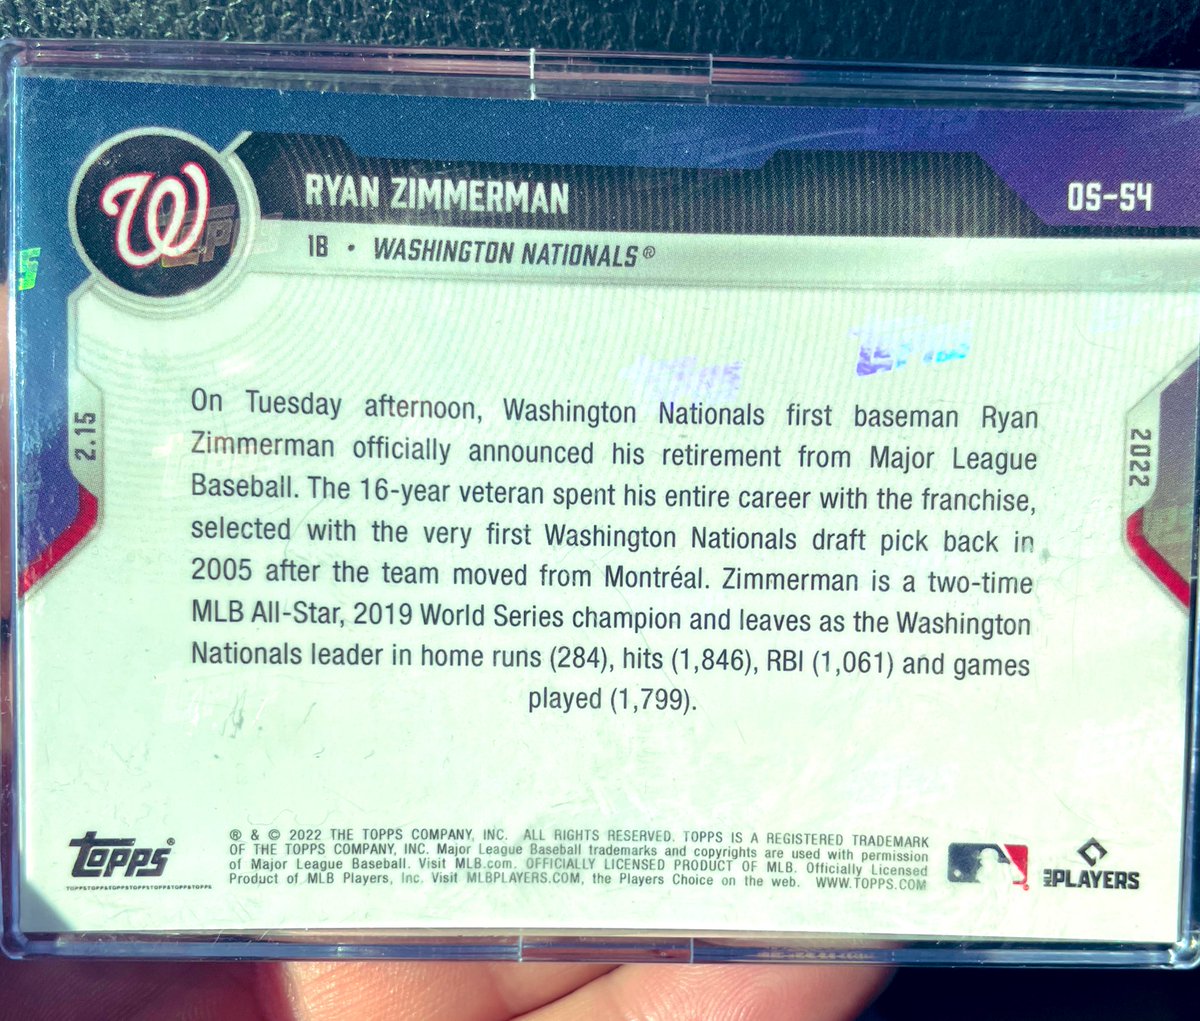 W
RYAN ZIMMERMAN
OS-54
1B • WASHINGTON NATIONALS®
2.15
2022
On Tuesday afternoon, Washington Nationals first baseman Ryan
Zimmerman officially announced his retirement from Major League
Baseball. The 16-year veteran spent his entire career with the franchise,
selected with the very first Washington Nationals draft pick back in
2005 after the team moved from Montréal. Zimmerman is a two-time
MLB All-Star, 2019 World Series champion and leaves as the Washington
Nationals leader in home runs (284), hits (1,846), RBI (1,061) and games
played (1,799).
TOPPS®
TOPPSTOPPSTOPPSTOPPSTOPPSTOPPS
® & © 2022 THE TOPPS COMPANY, INC. ALL RIGHTS RESERVED. TOPPS IS A REGISTERED TRADEMARK
OF THE TOPPS COMPANY, INC. Major League Baseball trademarks and copyrights are used with permission
of Major League Baseball. Visit MLB.com. OFFICIALLY LICENSED PRODUCT OF MLB. Officially Licensed
Product of MLB Players, Inc. Visit MLBPLAYERS.COM, the Players Choice on the web. WWW.TOPPS.COM
MLB PLAYERS